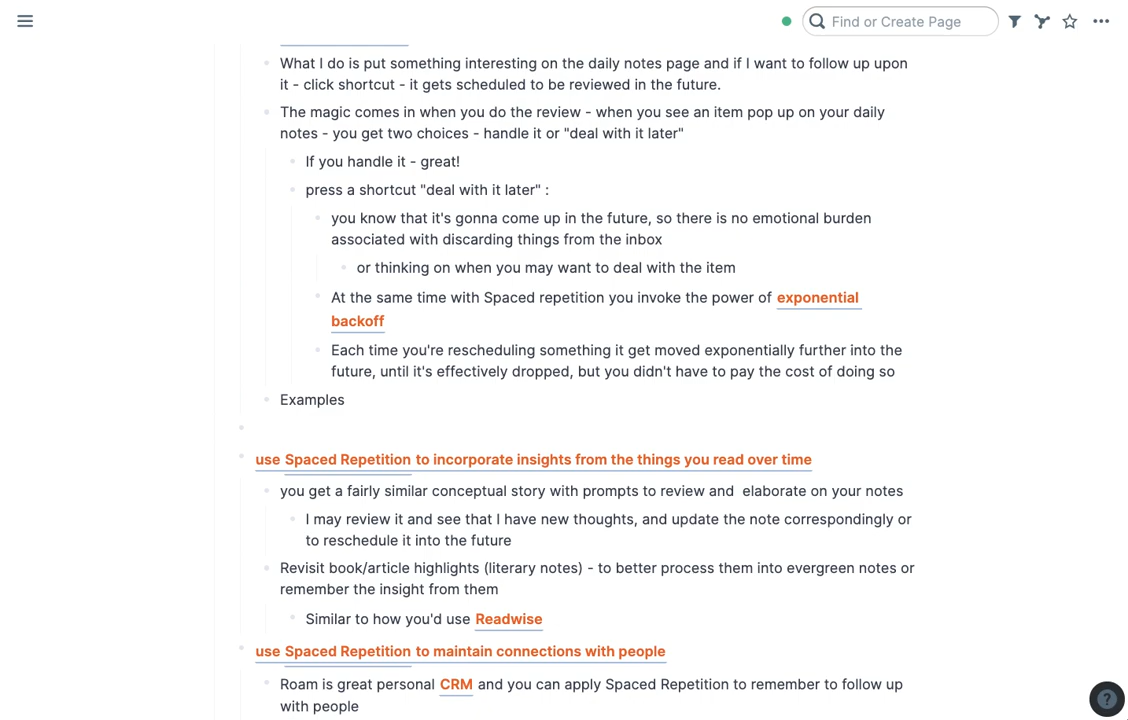 Find or Create Page
What I do is put something interesting on the daily notes page and if I want to follow up upon
it - click shortcut - it gets scheduled to be reviewed in the future.
The magic comes in when you do the review - when you see an item pop up on your daily
notes - you get two choices - handle it or "deal with it later"
If you handle it - great!
press a shortcut "deal with it later" :
you know that it's gonna come up in the future, so there is no emotional burden
associated with discarding things from the inbox
or thinking on when you may want to deal with the item
At the same time with Spaced repetition you invoke the power of exponential
backoff
Each time you're rescheduling something it get moved exponentially further into the
future, until it's effectively dropped, but you didn't have to pay the cost of doing so
Examples
use Spaced Repetition to incorporate insights from the things you read over time
you get a fairly similar conceptual story with prompts to review and  elaborate on your notes
I may review it and see that I have new thoughts, and update the note correspondingly or
to reschedule it into the future
Revisit book/article highlights (literary notes) - to better process them into evergreen notes or
remember the insight from them
Similar to how you'd use Readwise
use Spaced Repetition to maintain connections with people
Roam is great personal CRM and you can apply Spaced Repetition to remember to follow up
with people
?